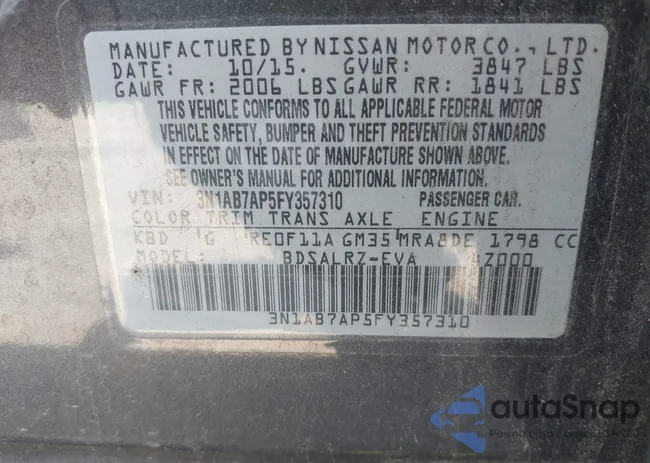 MANUFACTURED BY NISSAN MOTOR CO., LTD.
DATE: 10/15. GVWR: 3847 LBS
GAWR FR: 2006 LBS GAWR RR: 1841 LBS
THIS VEHICLE CONFORMS TO ALL APPLICABLE FEDERAL MOTOR
VEHICLE SAFETY, BUMPER AND THEFT PREVENTION STANDARDS
IN EFFECT ON THE DATE OF MANUFACTURE SHOWN ABOVE.
SEE OWNER'S MANUAL FOR ADDITIONAL INFORMATION.
VIN: 3N1AB7AP5FY357310 PASSENGER CAR.
COLOR TRIM TRANS AXLE ENGINE
KBD G RE0F11A GM35 MRA8DE 1798 CC
MODEL: BDSALRZ-EVA 4Z000
3N1AB7AP5FY357310
autoSnap